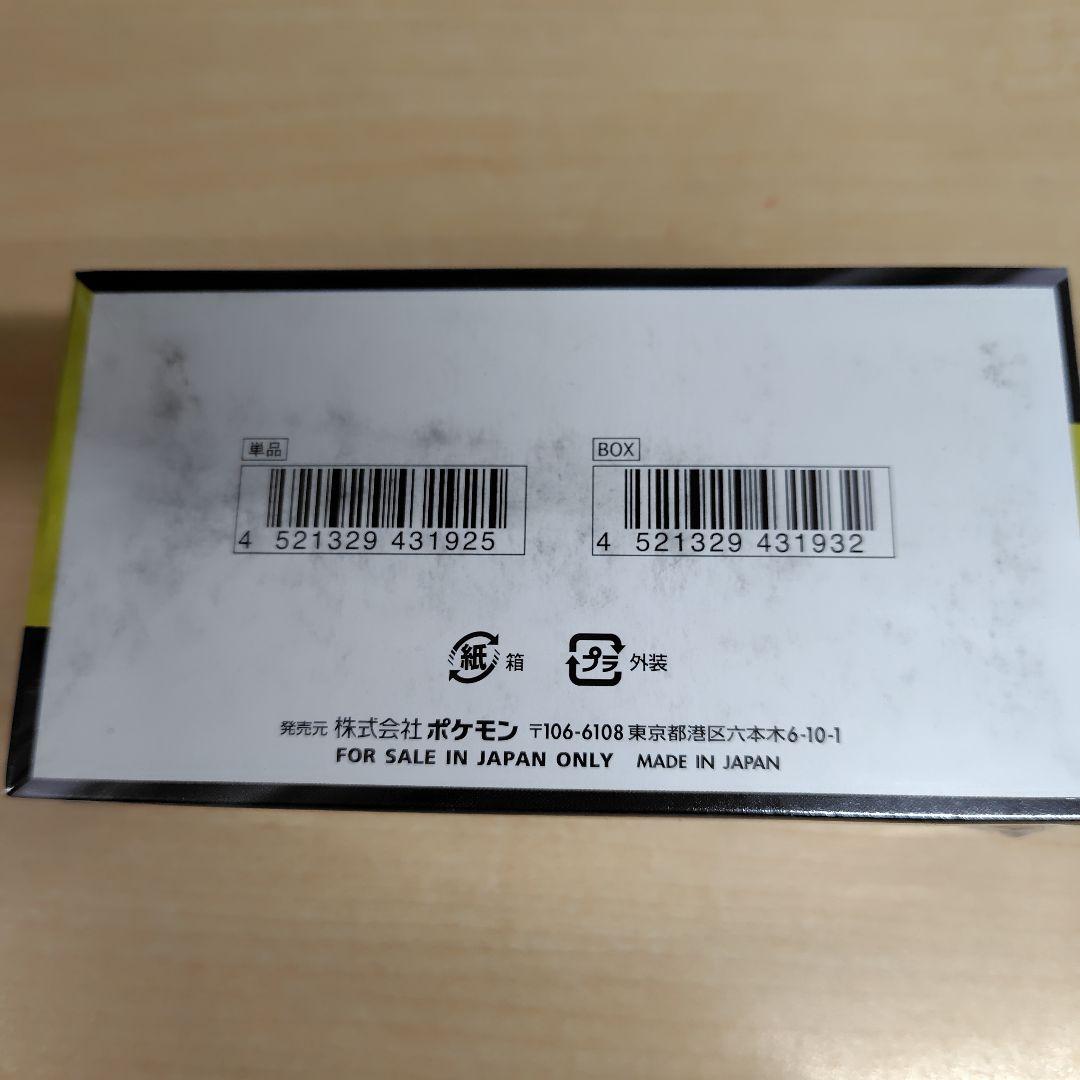 単品
BOX
4 521329 431925
4 521329 431932
紙 箱
プラ 外装
発売元 株式会社 ポケモン 〒106-6108 東京都港区六本木6-10-1
FOR SALE IN JAPAN ONLY MADE IN JAPAN